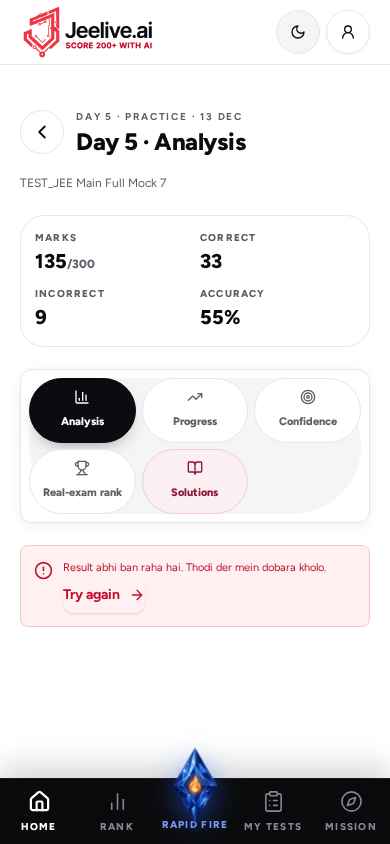 Jeelive.ai
SCORE 200+ WITH AI
DAY 5 · PRACTICE · 13 DEC
Day 5 · Analysis
TEST_JEE Main Full Mock 7
MARKS
135/300
CORRECT
33
INCORRECT
9
ACCURACY
55%
Analysis
Progress
Confidence
Real-exam rank
Solutions
Result abhi ban raha hai. Thodi der mein dobara kholo.
Try again
HOME
RANK
RAPID FIRE
MY TESTS
MISSION